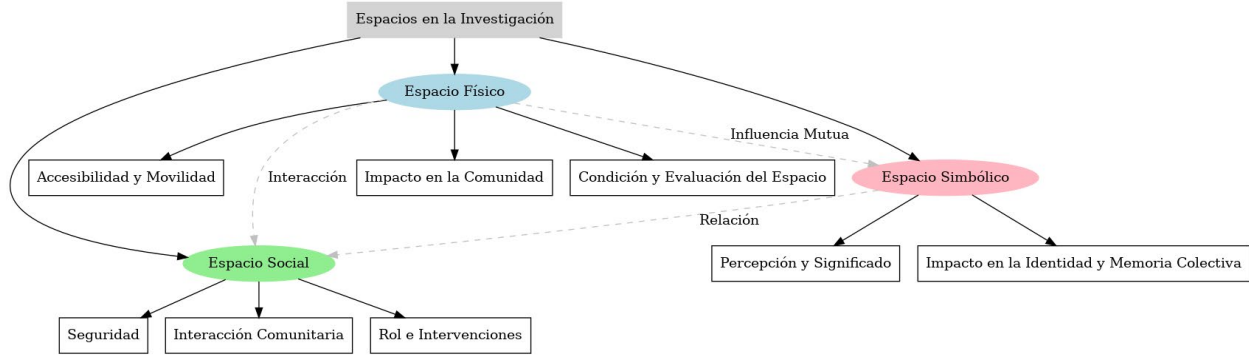 Espacios en la Investigación
Espacio Físico
Influencia Mutua
Accesibilidad y Movilidad
Interacción
Impacto en la Comunidad
Condición y Evaluación del Espacio
Espacio Simbólico
Relación
Espacio Social
Percepción y Significado
Impacto en la Identidad y Memoria Colectiva
Seguridad
Interacción Comunitaria
Rol e Intervenciones